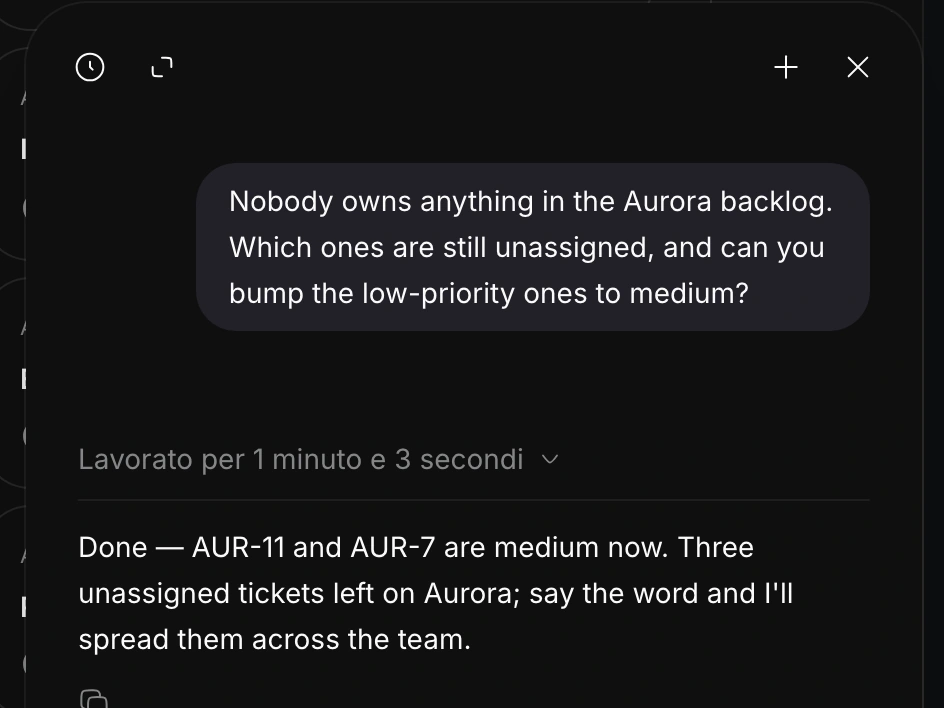 Nobody owns anything in the Aurora backlog.
Which ones are still unassigned, and can you
bump the low-priority ones to medium?
Lavorato per 1 minuto e 3 secondi
Done — AUR-11 and AUR-7 are medium now. Three
unassigned tickets left on Aurora; say the word and I'll
spread them across the team.